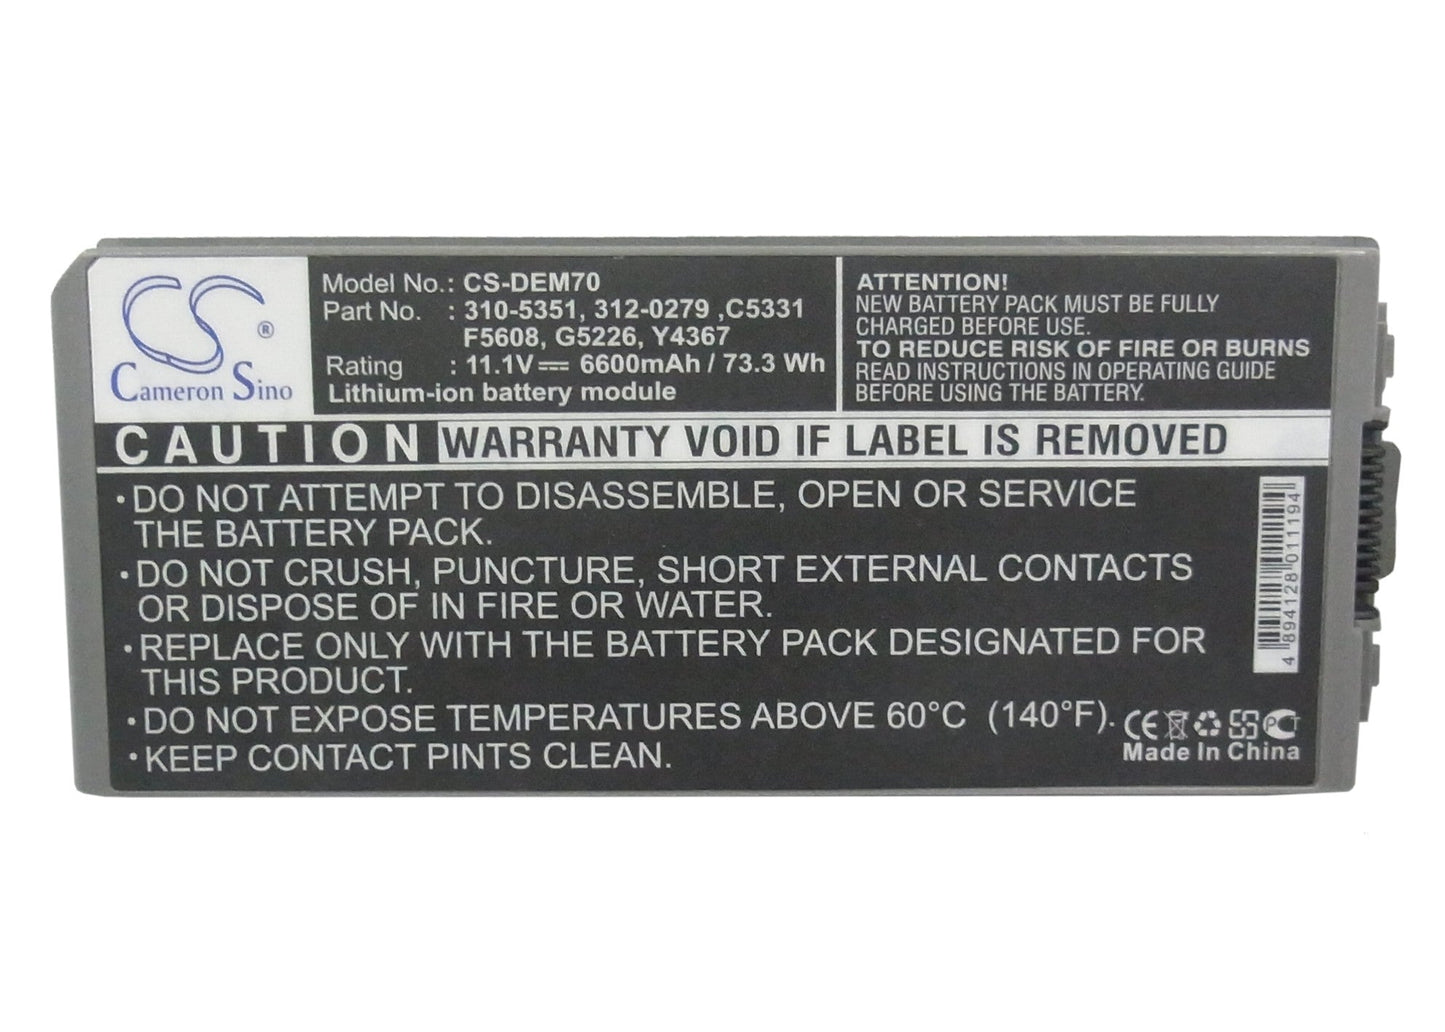 CS ®
Cameron Sino
Model No.: CS-DEM70
Part No. : 310-5351, 312-0279 ,C5331
F5608, G5226, Y4367
Rating : 11.1V⎓ 6600mAh / 73.3 Wh
Lithium-ion battery module
ATTENTION!
NEW BATTERY PACK MUST BE FULLY
CHARGED BEFORE USE.
TO REDUCE RISK OF FIRE OR BURNS
READ INSTRUCTIONS IN OPERATING GUIDE
BEFORE USING THE BATTERY.
CAUTION WARRANTY VOID IF LABEL IS REMOVED
•DO NOT ATTEMPT TO DISASSEMBLE, OPEN OR SERVICE
THE BATTERY PACK.
•DO NOT CRUSH, PUNCTURE, SHORT EXTERNAL CONTACTS
OR DISPOSE OF IN FIRE OR WATER.
•REPLACE ONLY WITH THE BATTERY PACK DESIGNATED FOR
THIS PRODUCT.
•DO NOT EXPOSE TEMPERATURES ABOVE 60°C (140°F).
•KEEP CONTACT PINTS CLEAN.
4 894128 011194
CE PCT
Made In China